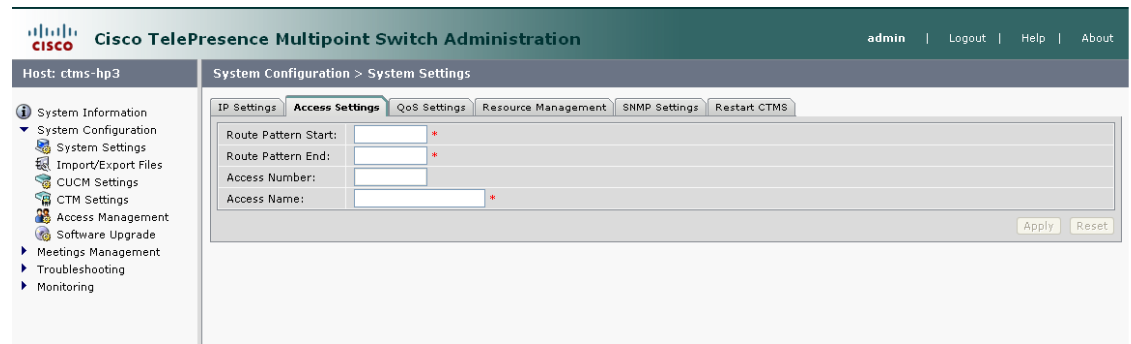 CISCO
Cisco TelePresence Multipoint Switch Administration
admin | Logout | Help | About
Host: ctms-hp3
System Configuration > System Settings
System Information
System Configuration
System Settings
Import/Export Files
CUCM Settings
CTM Settings
Access Management
Software Upgrade
Meetings Management
Troubleshooting
Monitoring
IP Settings Access Settings QoS Settings Resource Management SNMP Settings Restart CTMS
Route Pattern Start: *
Route Pattern End: *
Access Number:
Access Name: *
Apply Reset